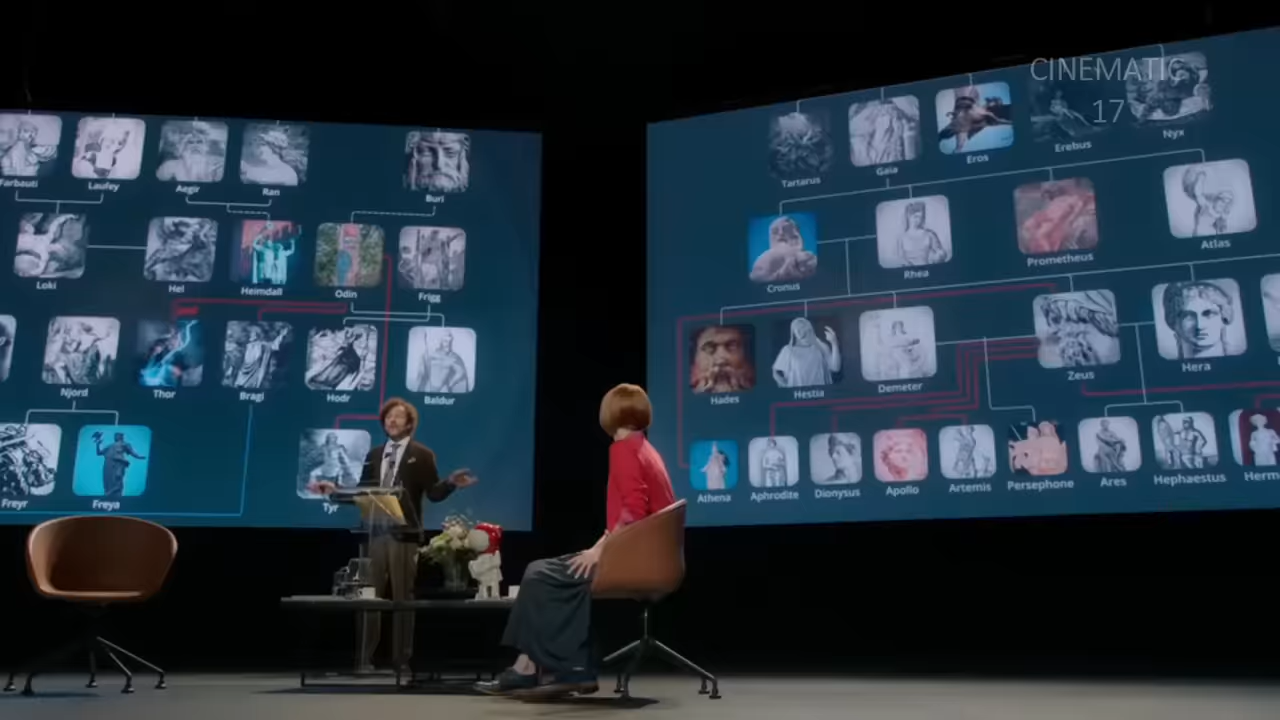 CINEMATIC
17
Farbauti Laufey Aegir Ran Buri
Loki Hel Heimdall Odin Frigg
Njord Thor Bragi Hodr Baldur
Freyr Freya Tyr
Tartarus Gaia Eros Erebus Nyx
Cronus Rhea Prometheus Atlas
Hades Hestia Demeter Zeus Hera
Athena Aphrodite Dionysus Apollo Artemis Persephone Ares Hephaestus Herm